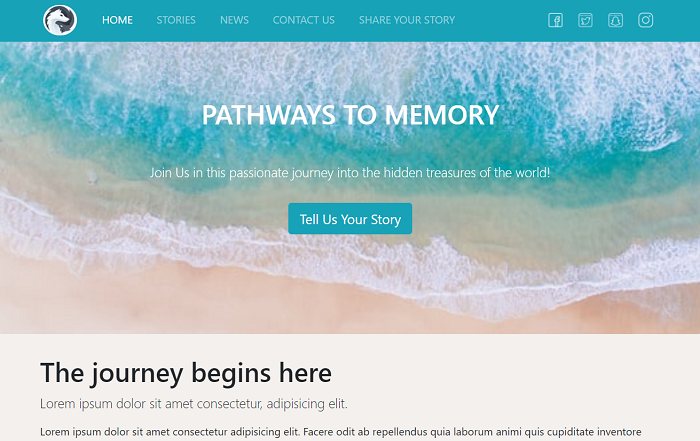 HOME STORIES NEWS CONTACT US SHARE YOUR STORY
PATHWAYS TO MEMORY
Join Us in this passionate journey into the hidden treasures of the world!
Tell Us Your Story
The journey begins here
Lorem ipsum dolor sit amet consectetur, adipisicing elit.
Lorem ipsum dolor sit amet consectetur adipisicing elit. Facere odit ab repellendus quia laborum animi quis cupiditate inventore